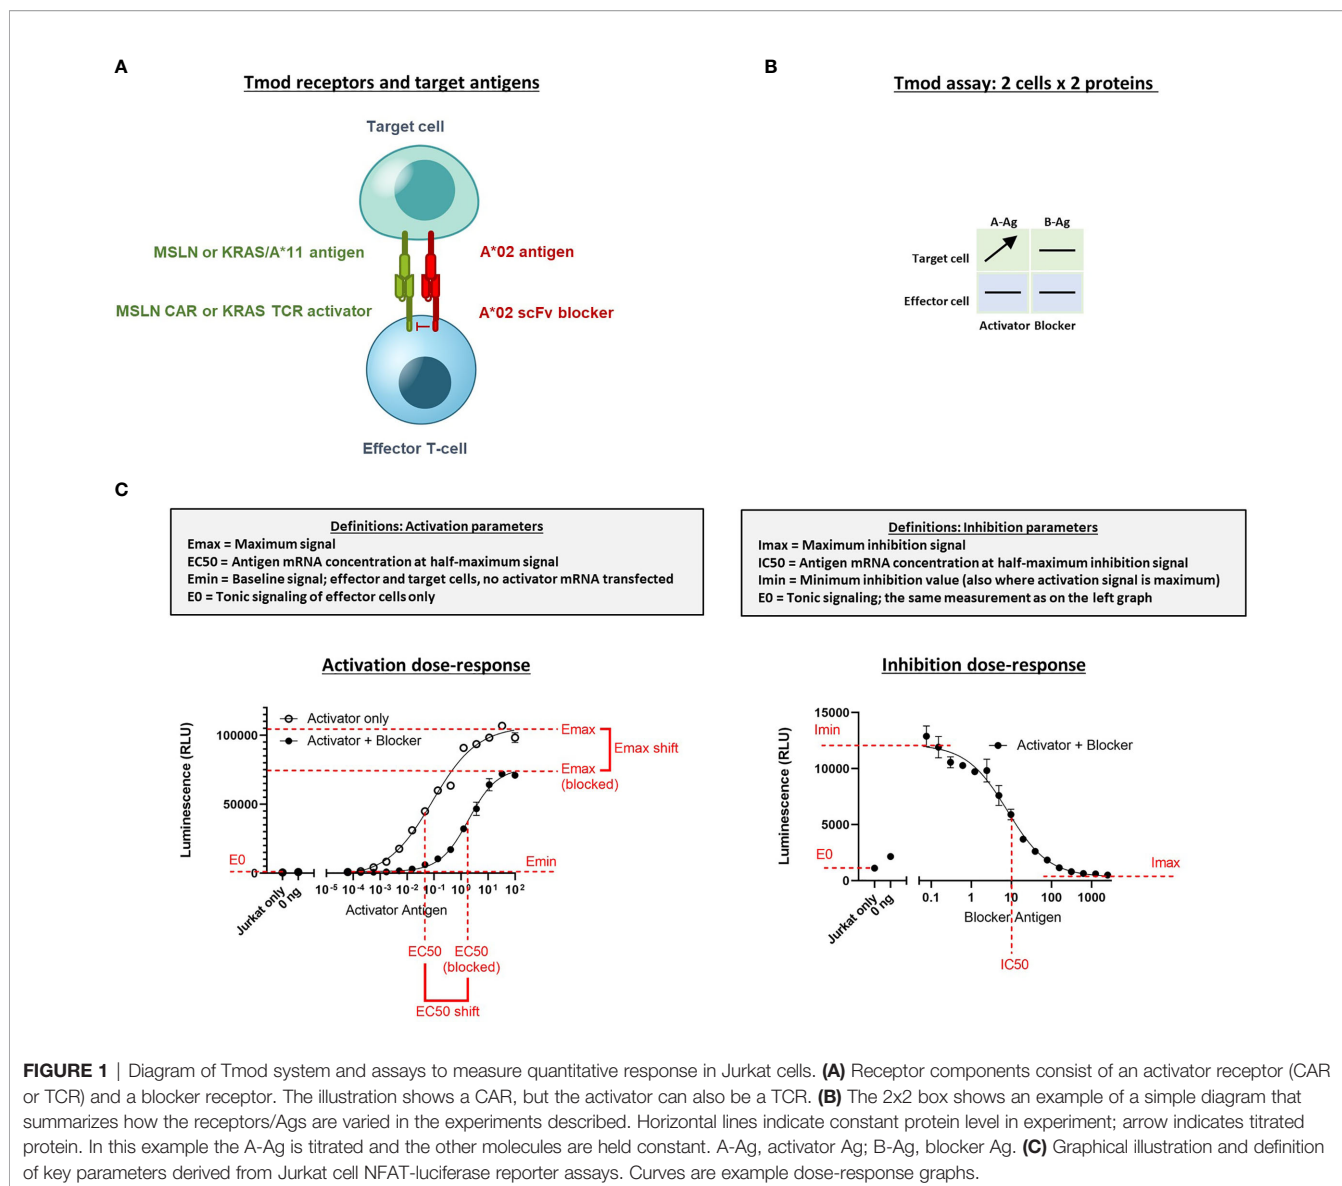 A
Tmod receptors and target antigens
Target cell
MSLN or KRAS/A*11 antigen
A*02 antigen
MSLN CAR or KRAS TCR activator
A*02 scFv blocker
Effector T-cell
B
Tmod assay: 2 cells x 2 proteins
A-Ag B-Ag
Target cell
Effector cell
Activator Blocker
C
Definitions: Activation parameters
Emax = Maximum signal
EC50 = Antigen mRNA concentration at half-maximum signal
Emin = Baseline signal; effector and target cells, no activator mRNA transfected
E0 = Tonic signaling of effector cells only
Definitions: Inhibition parameters
Imax = Maximum inhibition signal
IC50 = Antigen mRNA concentration at half-maximum inhibition signal
Imin = Minimum inhibition value (also where activation signal is maximum)
E0 = Tonic signaling; the same measurement as on the left graph
Activation dose-response
Activator only
Activator + Blocker
Luminescence (RLU)
100000
50000
0
E0
Emax
Emax shift
Emax
(blocked)
Emin
Jurkat only
0 ng
10-5 10-4 10-3 10-2 10-1 100 101 102
Activator Antigen
EC50
EC50
(blocked)
EC50 shift
Inhibition dose-response
Activator + Blocker
Luminescence (RLU)
15000
10000
5000
0
Imin
E0
Imax
Jurkat only
0 ng
0.1 1 10 100 1000
Blocker Antigen
IC50
FIGURE 1 | Diagram of Tmod system and assays to measure quantitative response in Jurkat cells. (A) Receptor components consist of an activator receptor (CAR
or TCR) and a blocker receptor. The illustration shows a CAR, but the activator can also be a TCR. (B) The 2x2 box shows an example of a simple diagram that
summarizes how the receptors/Ags are varied in the experiments described. Horizontal lines indicate constant protein level in experiment; arrow indicates titrated
protein. In this example the A-Ag is titrated and the other molecules are held constant. A-Ag, activator Ag; B-Ag, blocker Ag. (C) Graphical illustration and definition
of key parameters derived from Jurkat cell NFAT-luciferase reporter assays. Curves are example dose-response graphs.